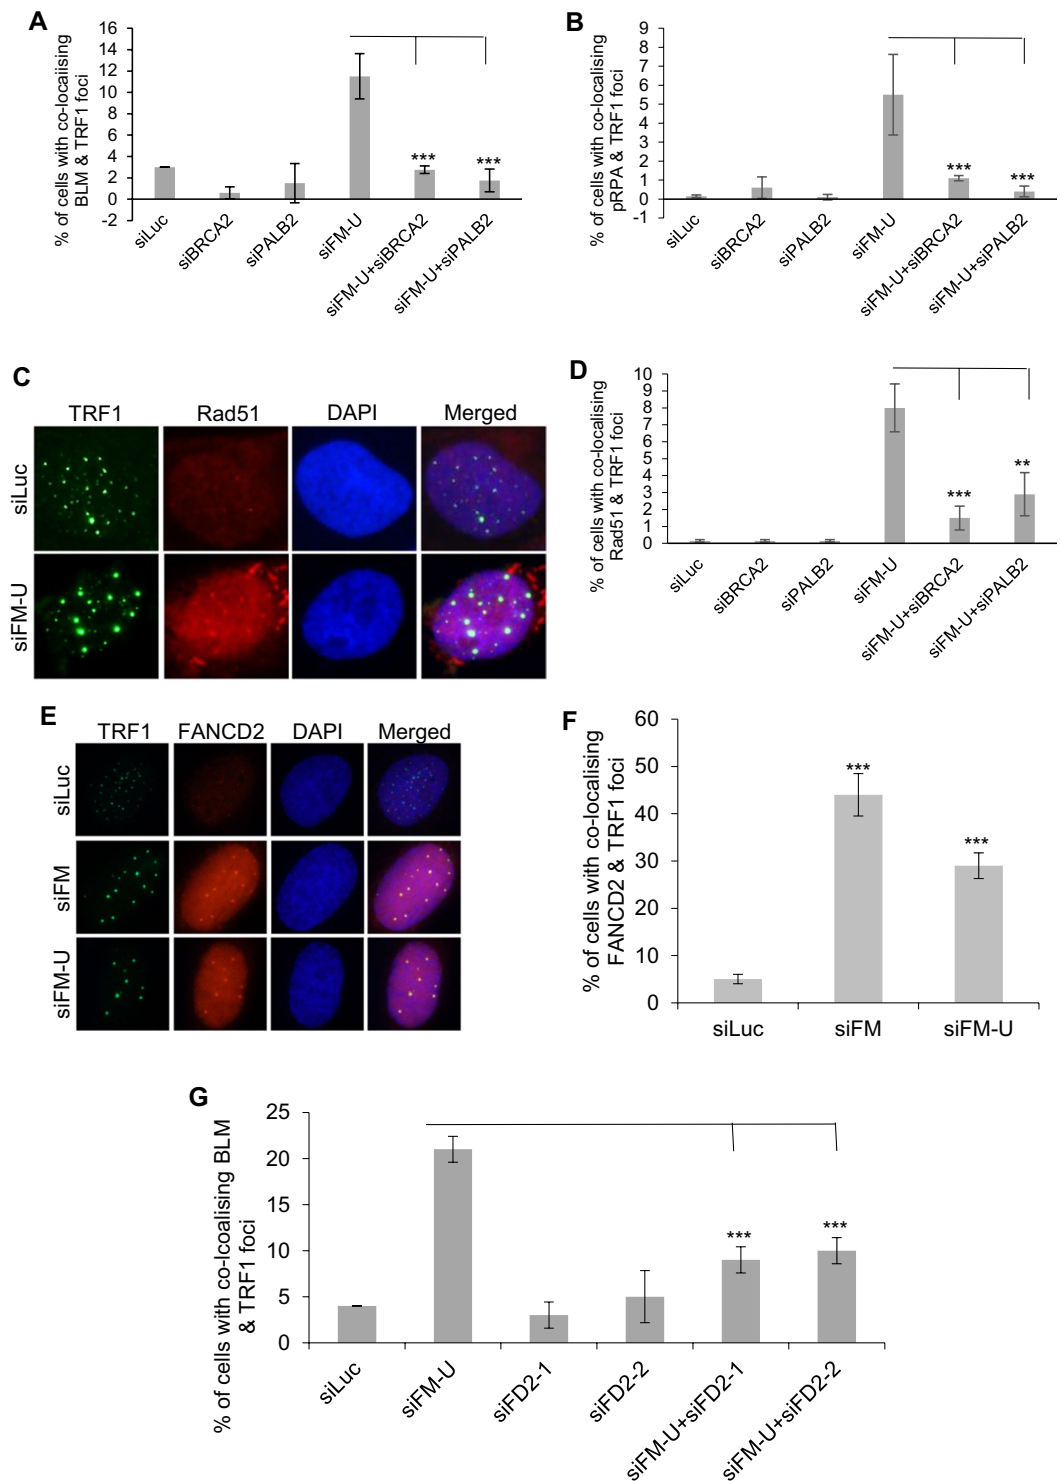 A
% of cells with co-localising
BLM & TRF1 foci
16
14
12
10
8
6
4
2
0
-2
siLuc
siBRCA2
siPALB2
siFM-U
siFM-U+siBRCA2
siFM-U+siPALB2
***
***
B
% of cells with co-localising
pRPA & TRF1 foci
9
8
7
6
5
4
3
2
1
0
-1
siLuc
siBRCA2
siPALB2
siFM-U
siFM-U+siBRCA2
siFM-U+siPALB2
***
***
C
TRF1 Rad51 DAPI Merged
siLuc
siFM-U
D
% of cells with co-localising
Rad51 & TRF1 foci
10
9
8
7
6
5
4
3
2
1
0
siLuc
siBRCA2
siPALB2
siFM-U
siFM-U+siBRCA2
siFM-U+siPALB2
***
**
E
TRF1 FANCD2 DAPI Merged
siLuc
siFM
siFM-U
F
% of cells with co-localising
FANCD2 & TRF1 foci
60
50
40
30
20
10
0
siLuc siFM siFM-U
***
***
G
% of cells with co-lcoalising BLM
& TRF1 foci
25
20
15
10
5
0
siLuc
siFM-U
siFD2-1
siFD2-2
siFM-U+siFD2-1
siFM-U+siFD2-2
***
***